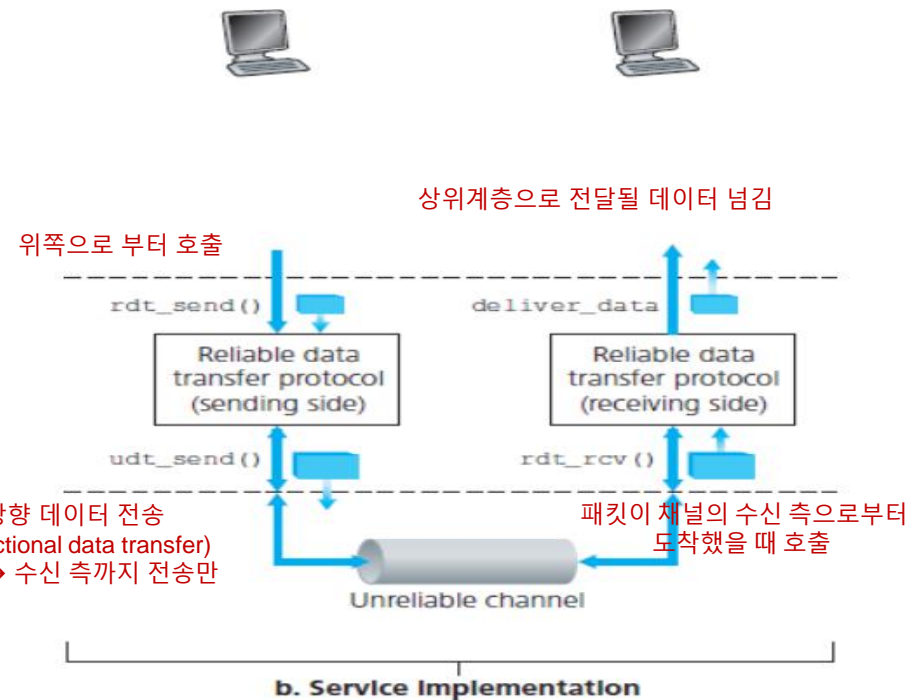 상위계층으로 전달될 데이터 넘김
위쪽으로 부터 호출
rdt_send()
deliver_data
Reliable data
transfer protocol
(sending side)
Reliable data
transfer protocol
(receiving side)
udt_send()
rdt_rcv()
데이터 전송
data transfer)
수신 측까지 전송만
패킷이 채널의 수신 측으로부터
도착했을 때 호출
Unreliable channel
b. Service Implementation